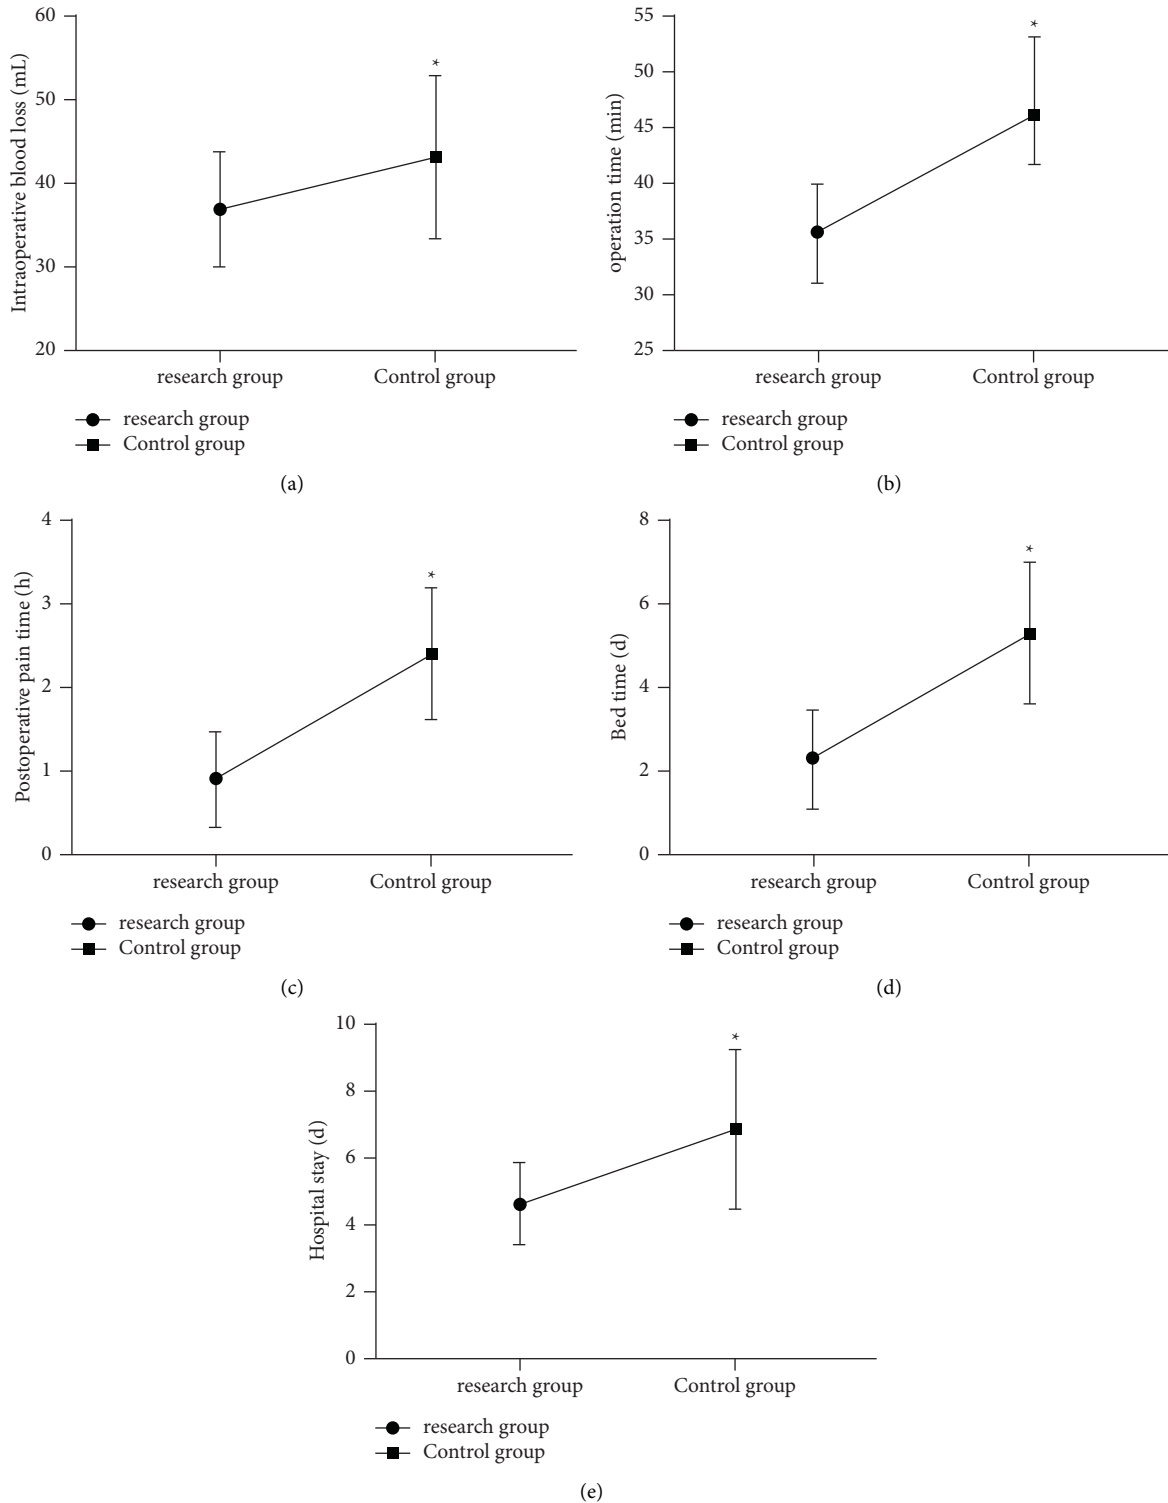 Intraoperative blood loss (mL)
60
50
40
30
20
*
research group
Control group
research group
Control group
(a)
operation time (min)
55
50
45
40
35
30
25
*
research group
Control group
research group
Control group
(b)
Postoperative pain time (h)
4
3
2
1
0
*
research group
Control group
research group
Control group
(c)
Bed time (d)
8
6
4
2
0
*
research group
Control group
research group
Control group
(d)
Hospital stay (d)
10
8
6
4
2
0
*
research group
Control group
research group
Control group
(e)